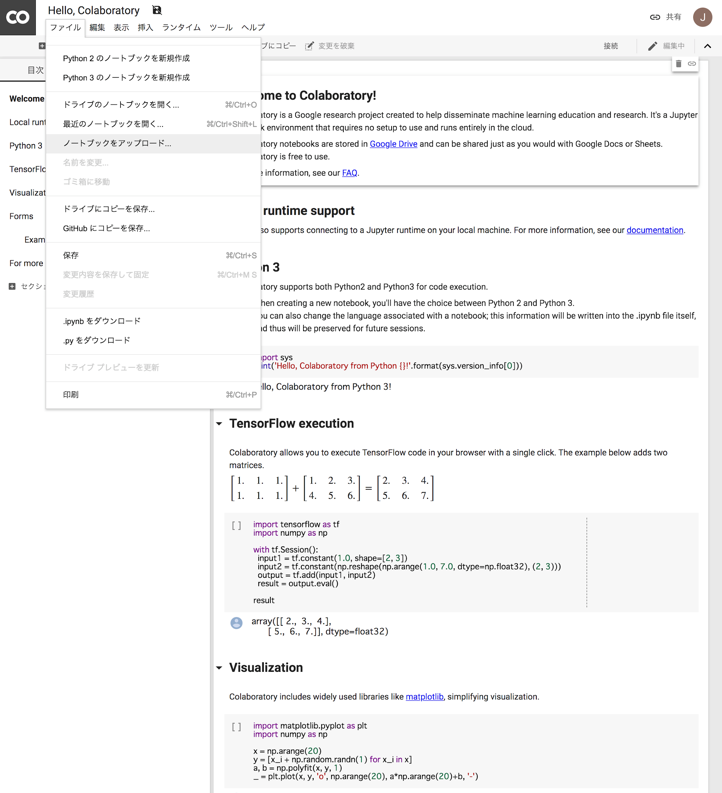 CO
Hello, Colaboratory
ファイル 編集 表示 挿入 ランタイム ツール ヘルプ
共有
J
にコピー 変更を破棄
接続 編集中
目次
Welcome
Local runt
Python 3
TensorFlo
Visualizat
Forms
Exam
For more
セクシ
Python 2 のノートブックを新規作成
Python 3 のノートブックを新規作成
ドライブのノートブックを開く... ⌘/Ctrl+O
最近のノートブックを開く... ⌘/Ctrl+Shift+L
ノートブックをアップロード...
名前を変更...
ゴミ箱に移動
ドライブにコピーを保存...
GitHub にコピーを保存...
保存 ⌘/Ctrl+S
変更内容を保存して固定 ⌘/Ctrl+M S
変更履歴
.ipynb をダウンロード
.py をダウンロード
ドライブ プレビューを更新
印刷 ⌘/Ctrl+P
ome to Colaboratory!
atory is a Google research project created to help disseminate machine learning education and research. It's a Jupyter
k environment that requires no setup to use and runs entirely in the cloud.
atory notebooks are stored in Google Drive and can be shared just as you would with Google Docs or Sheets.
atory is free to use.
e information, see our FAQ.
runtime support
so supports connecting to a Jupyter runtime on your local machine. For more information, see our documentation.
n 3
atory supports both Python2 and Python3 for code execution.
hen creating a new notebook, you'll have the choice between Python 2 and Python 3.
ou can also change the language associated with a notebook; this information will be written into the .ipynb file itself,
nd thus will be preserved for future sessions.
port sys
int('Hello, Colaboratory from Python {}!'.format(sys.version_info[0]))
llo, Colaboratory from Python 3!
TensorFlow execution
Colaboratory allows you to execute TensorFlow code in your browser with a single click. The example below adds two
matrices.
[1. 1. 1.] + [1. 2. 3.] = [2. 3. 4.]
[1. 1. 1.] [4. 5. 6.] [5. 6. 7.]
[ ] import tensorflow as tf
import numpy as np
with tf.Session():
input1 = tf.constant(1.0, shape=[2, 3])
input2 = tf.constant(np.reshape(np.arange(1.0, 7.0, dtype=np.float32), (2, 3)))
output = tf.add(input1, input2)
result = output.eval()
result
array([[ 2., 3., 4.],
[ 5., 6., 7.]], dtype=float32)
Visualization
Colaboratory includes widely used libraries like matplotlib, simplifying visualization.
[ ] import matplotlib.pyplot as plt
import numpy as np
x = np.arange(20)
y = [x_i + np.random.randn(1) for x_i in x]
a, b = np.polyfit(x, y, 1)
_ = plt.plot(x, y, 'o', np.arange(20), a*np.arange(20)+b, '-')